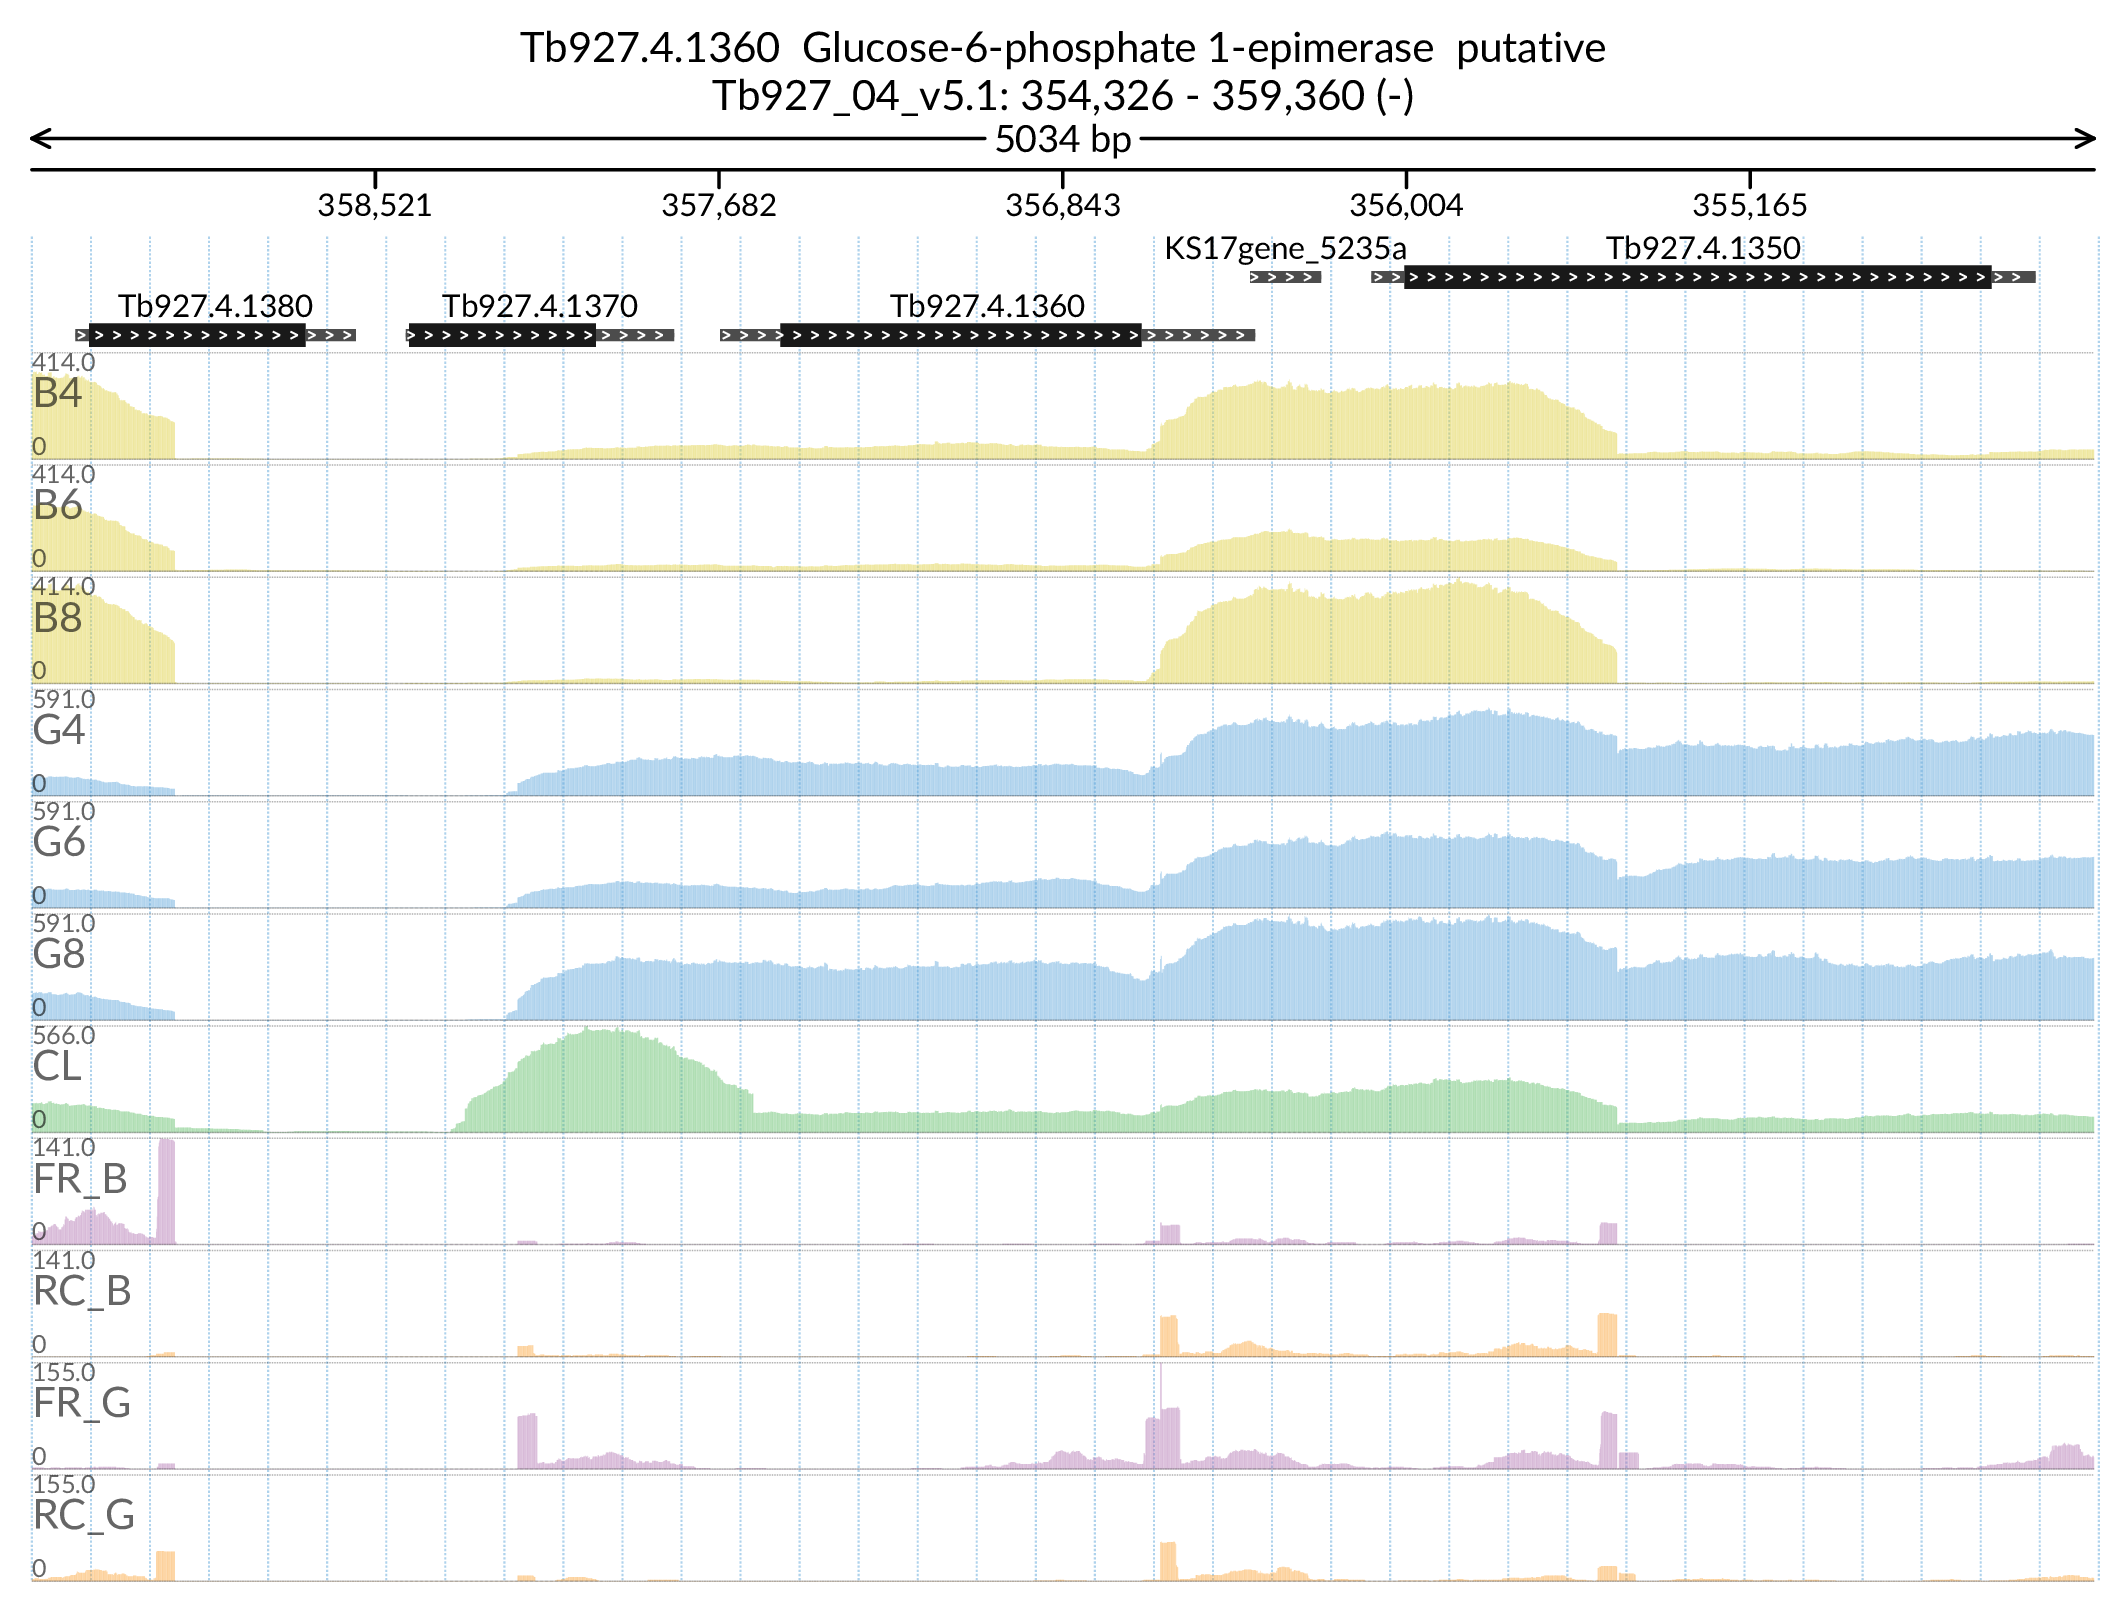 Tb927.4.1360 Glucose-6-phosphate 1-epimerase putative
Tb927_04_v5.1: 354,326 - 359,360 (-)
5034 bp
358,521 357,682 356,843 356,004 355,165
KS17gene_5235a Tb927.4.1350
Tb927.4.1380 Tb927.4.1370 Tb927.4.1360
414.0
B4
0
414.0
B6
0
414.0
B8
0
591.0
G4
0
591.0
G6
0
591.0
G8
0
566.0
CL
0
141.0
FR_B
0
141.0
RC_B
0
155.0
FR_G
0
155.0
RC_G
0